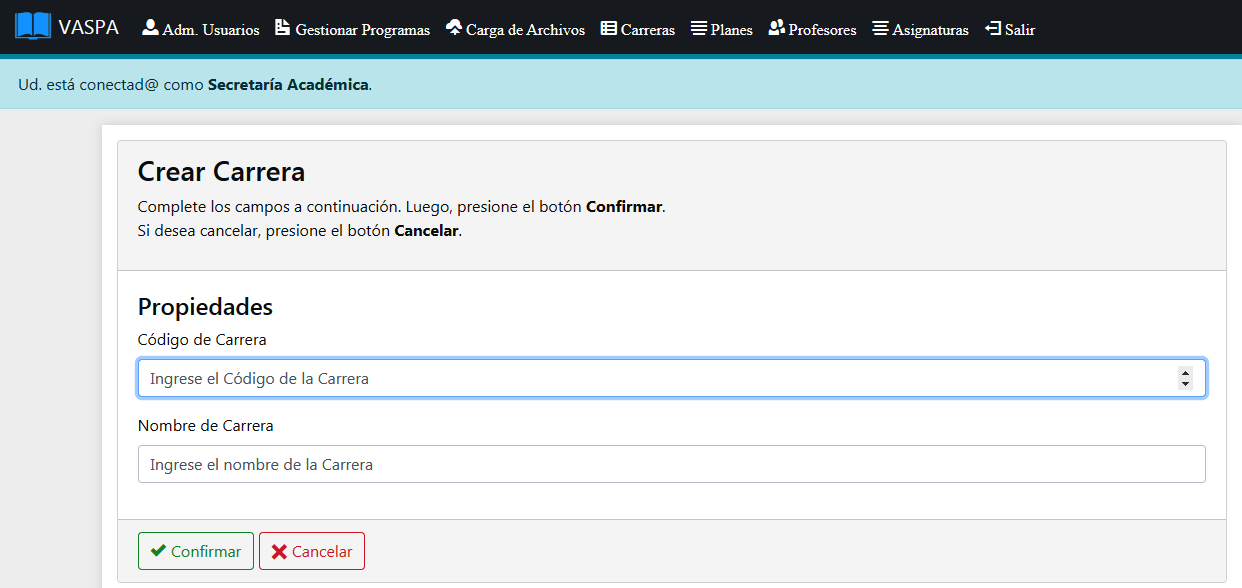 VASPA Adm. Usuarios Gestionar Programas Carga de Archivos Carreras Planes Profesores Asignaturas Salir
Ud. está conectad@ como Secretaría Académica.
Crear Carrera
Complete los campos a continuación. Luego, presione el botón Confirmar.
Si desea cancelar, presione el botón Cancelar.
Propiedades
Código de Carrera
Ingrese el Código de la Carrera
Nombre de Carrera
Ingrese el nombre de la Carrera
Confirmar Cancelar